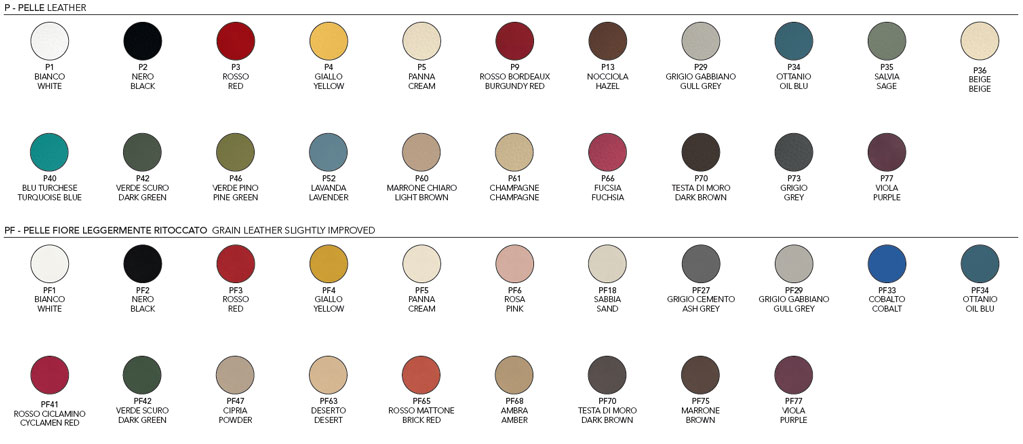 P - PELLE LEATHER
P1 P2 P3 P4 P5 P9 P13 P29 P34 P35 P36
BIANCO NERO ROSSO GIALLO PANNA ROSSO BORDEAUX NOCCIOLA GRIGIO GABBIANO OTTANIO SALVIA BEIGE
WHITE BLACK RED YELLOW CREAM BURGUNDY RED HAZEL GULL GREY OIL BLU SAGE BEIGE
P40 P42 P46 P52 P60 P61 P66 P70 P73 P77
BLU TURCHESE VERDE SCURO VERDE PINO LAVANDA MARRONE CHIARO CHAMPAGNE FUCSIA TESTA DI MORO GRIGIO VIOLA
TURQUOISE BLUE DARK GREEN PINE GREEN LAVENDER LIGHT BROWN CHAMPAGNE FUCHSIA DARK BROWN GREY PURPLE
PF - PELLE FIORE LEGGERMENTE RITOCCATO GRAIN LEATHER SLIGHTLY IMPROVED
PF1 PF2 PF3 PF4 PF5 PF6 PF18 PF27 PF29 PF33 PF34
BIANCO NERO ROSSO GIALLO PANNA ROSA SABBIA GRIGIO CEMENTO GRIGIO GABBIANO COBALTO OTTANIO
WHITE BLACK RED YELLOW CREAM PINK SAND ASH GREY GULL GREY COBALT OIL BLU
PF41 PF42 PF47 PF63 PF65 PF68 PF70 PF75 PF77
ROSSO CICLAMINO VERDE SCURO CIPRIA DESERTO ROSSO MATTONE AMBRA TESTA DI MORO MARRONE VIOLA
CYCLAMEN RED DARK GREEN POWDER DESERT BRICK RED AMBER DARK BROWN BROWN PURPLE